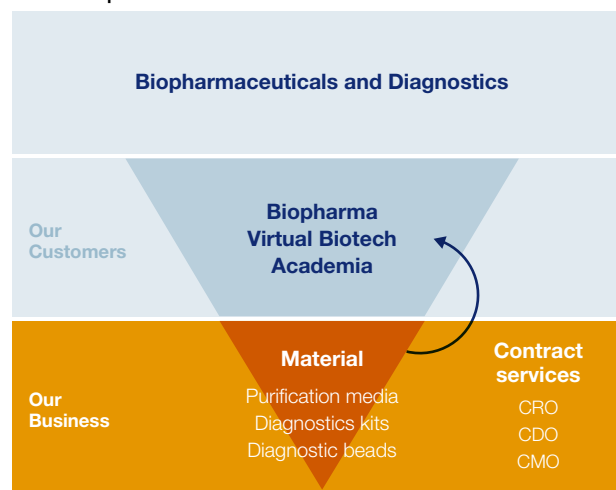 Biopharmaceuticals and Diagnostics
Our
Customers
Biopharma
Virtual Biotech
Academia
Our
Business
Material
Purification media
Diagnostics kits
Diagnostic beads
Contract
services
CRO
CDO
CMO